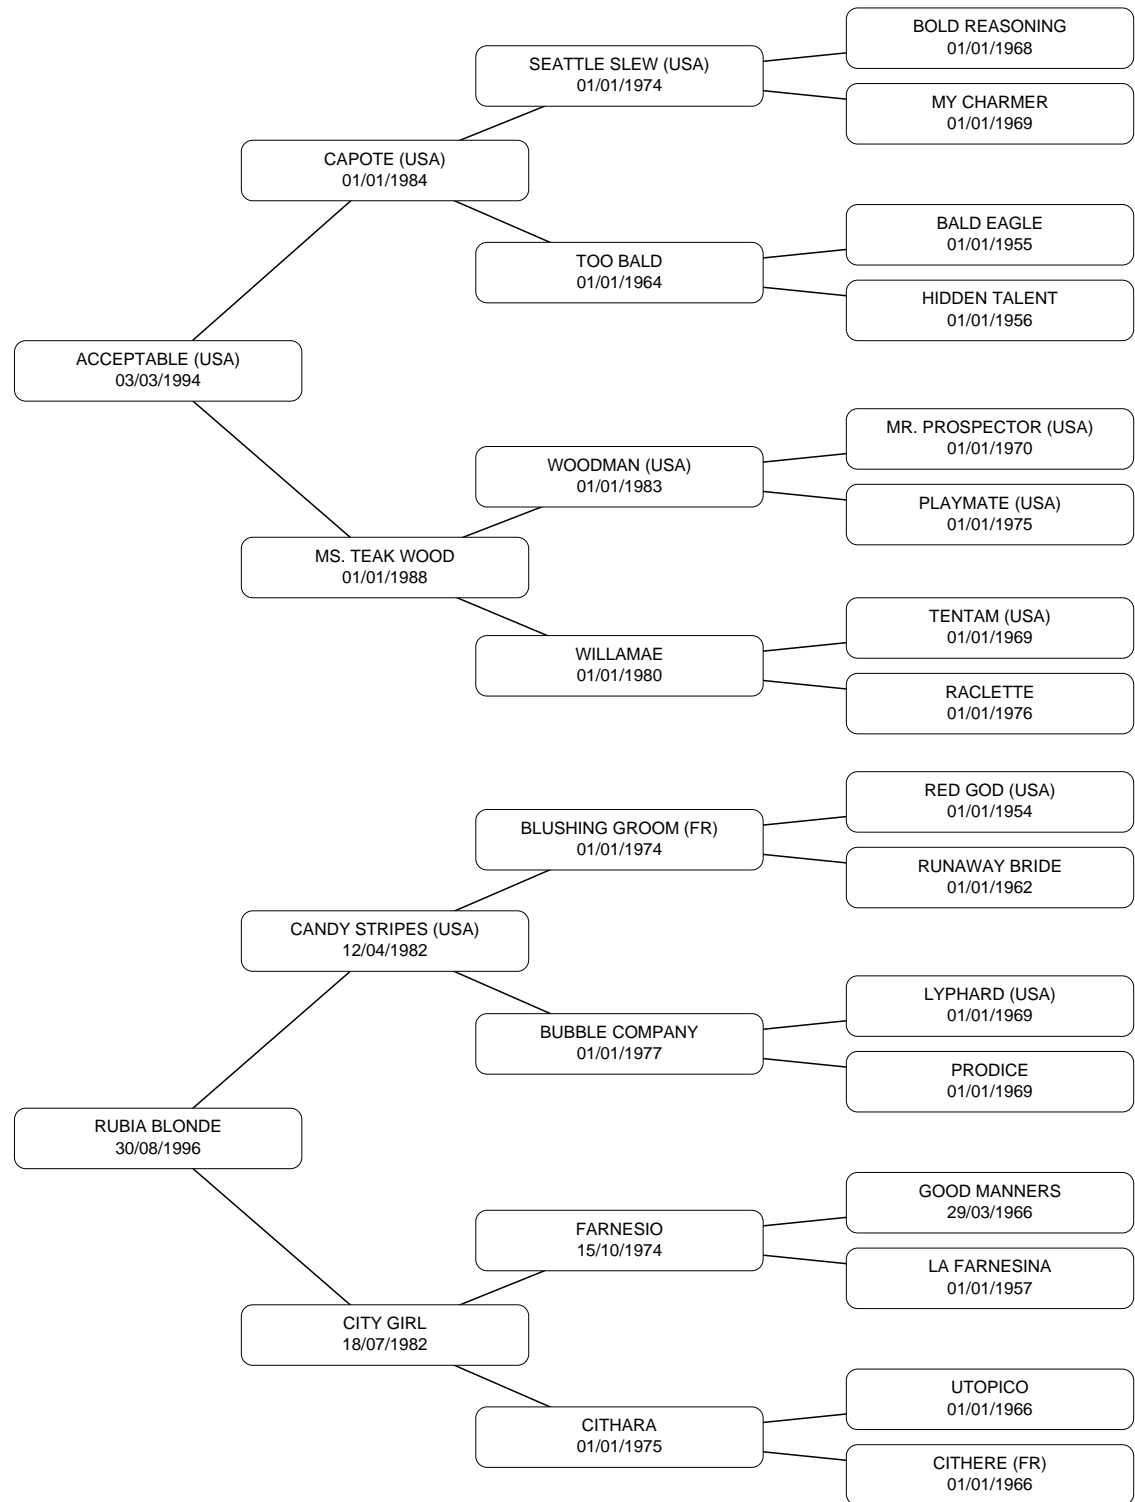 BOLD REASONING
01/01/1968
SEATTLE SLEW (USA)
01/01/1974
MY CHARMER
01/01/1969
CAPOTE (USA)
01/01/1984
BALD EAGLE
01/01/1955
TOO BALD
01/01/1964
HIDDEN TALENT
01/01/1956
ACCEPTABLE (USA)
03/03/1994
MR. PROSPECTOR (USA)
01/01/1970
WOODMAN (USA)
01/01/1983
PLAYMATE (USA)
01/01/1975
MS. TEAK WOOD
01/01/1988
TENTAM (USA)
01/01/1969
WILLAMAE
01/01/1980
RACLETTE
01/01/1976
RED GOD (USA)
01/01/1954
BLUSHING GROOM (FR)
01/01/1974
RUNAWAY BRIDE
01/01/1962
CANDY STRIPES (USA)
12/04/1982
LYPHARD (USA)
01/01/1969
BUBBLE COMPANY
01/01/1977
PRODICE
01/01/1969
RUBIA BLONDE
30/08/1996
GOOD MANNERS
29/03/1966
FARNESIO
15/10/1974
LA FARNESINA
01/01/1957
CITY GIRL
18/07/1982
UTOPICO
01/01/1966
CITHARA
01/01/1975
CITHERE (FR)
01/01/1966